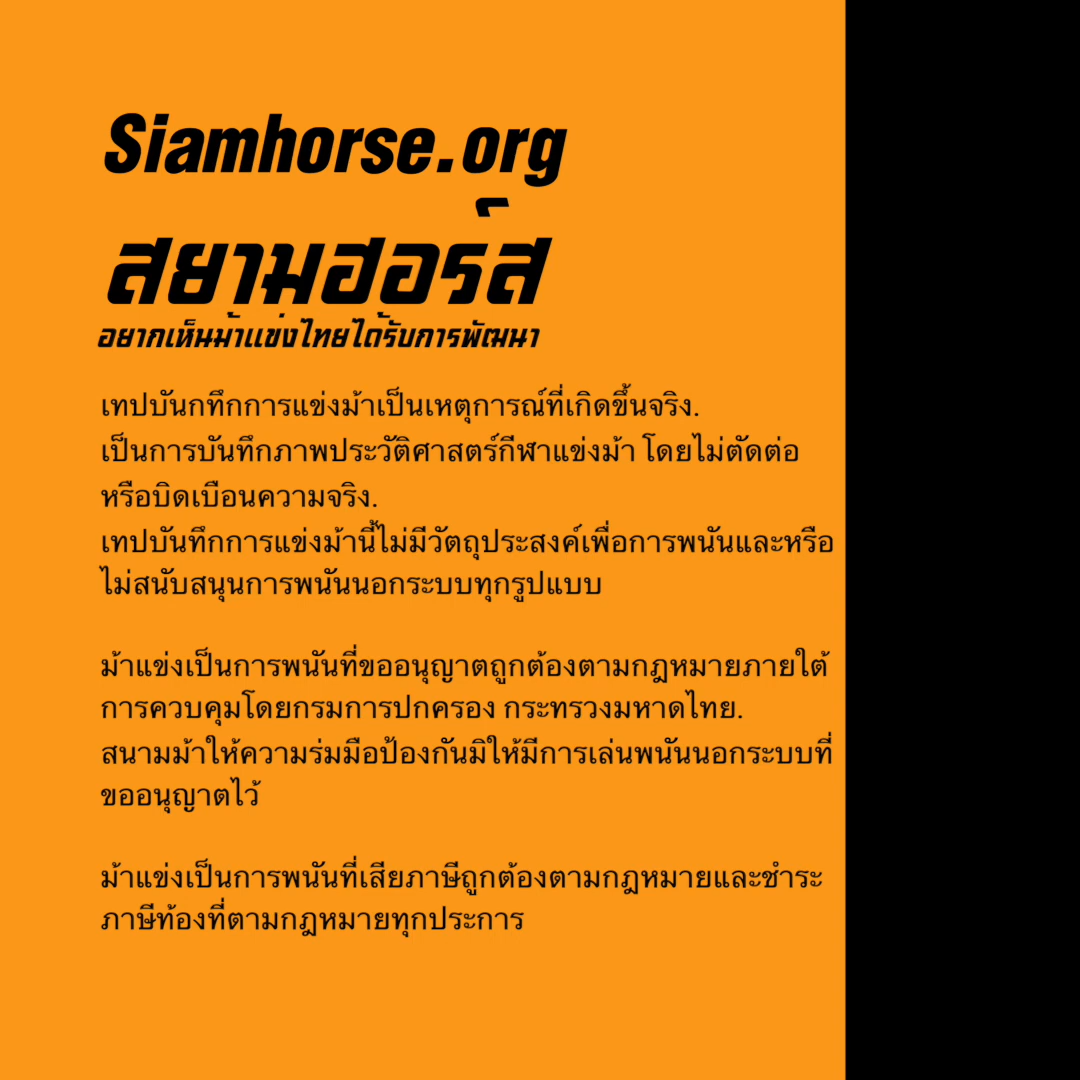 Siamhorse.org
สยามฮอร์ส
อยากเห็นม้าแข่งไทยได้รับการพัฒนา
เทปบันกทึกการแข่งม้าเป็นเหตุการณ์ที่เกิดขึ้นจริง.
เป็นการบันทึกภาพประวัติศาสตร์กีฬาแข่งม้า โดยไม่ตัดต่อ
หรือบิดเบือนความจริง.
เทปบันทึกการแข่งม้านี้ไม่มีวัตถุประสงค์เพื่อการพนันและหรือ
ไม่สนับสนุนการพนันนอกระบบทุกรูปแบบ
ม้าแข่งเป็นการพนันที่ขออนุญาตถูกต้องตามกฎหมายภายใต้
การควบคุมโดยกรมการปกครอง กระทรวงมหาดไทย.
สนามม้าให้ความร่มมือป้องกันมิให้มีการเล่นพนันนอกระบบที่
ขออนุญาตไว้
ม้าแข่งเป็นการพนันที่เสียภาษีถูกต้องตามกฎหมายและชำระ
ภาษีท้องที่ตามกฎหมายทุกประการ